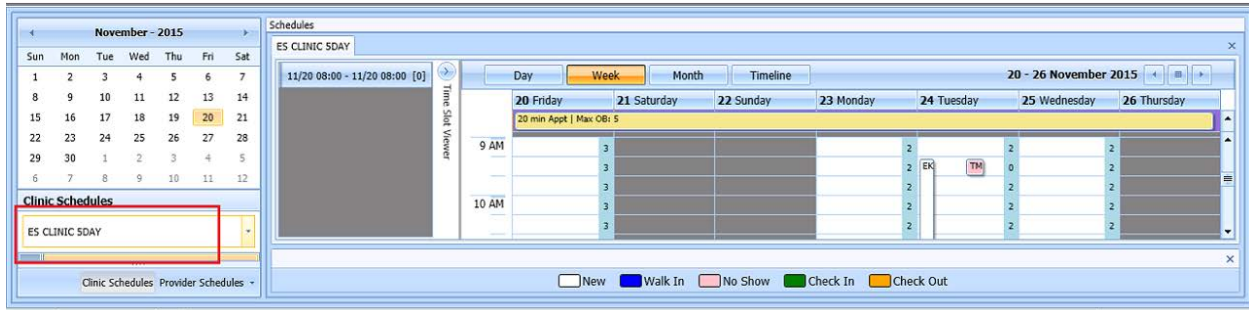 November - 2015
Sun Mon Tue Wed Thu Fri Sat
1 2 3 4 5 6 7
8 9 10 11 12 13 14
15 16 17 18 19 20 21
22 23 24 25 26 27 28
29 30 1 2 3 4 5
6 7 8 9 10 11 12
Clinic Schedules
ES CLINIC 5DAY
Clinic Schedules Provider Schedules
Schedules
ES CLINIC 5DAY
11/20 08:00 - 11/20 08:00 [0]
Time Slot Viewer
Day Week Month Timeline
20 - 26 November 2015
20 Friday 21 Saturday 22 Sunday 23 Monday 24 Tuesday 25 Wednesday 26 Thursday
20 min Appt | Max OB: 5
9 AM 3 2 2 2
3 2 EK TM 0 2
3 2 2 2
10 AM 3 2 2 2
3 2 2 2
New Walk In No Show Check In Check Out